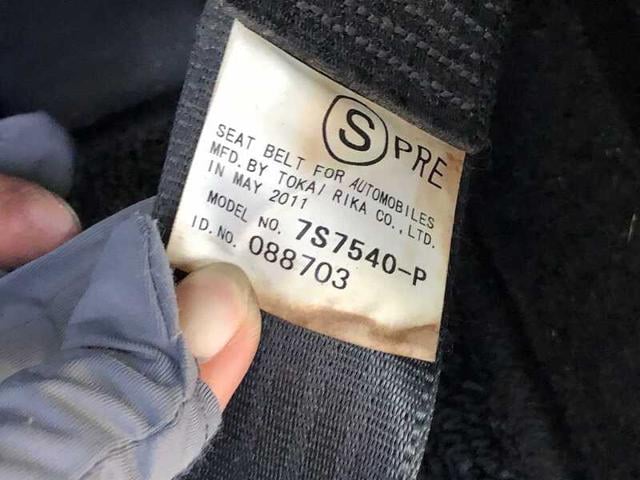 S PRE
SEAT BELT FOR AUTOMOBILES
MFD. BY TOKAI RIKA CO., LTD.
IN MAY 2011
MODEL NO. 7S7540-P
ID. NO. 088703